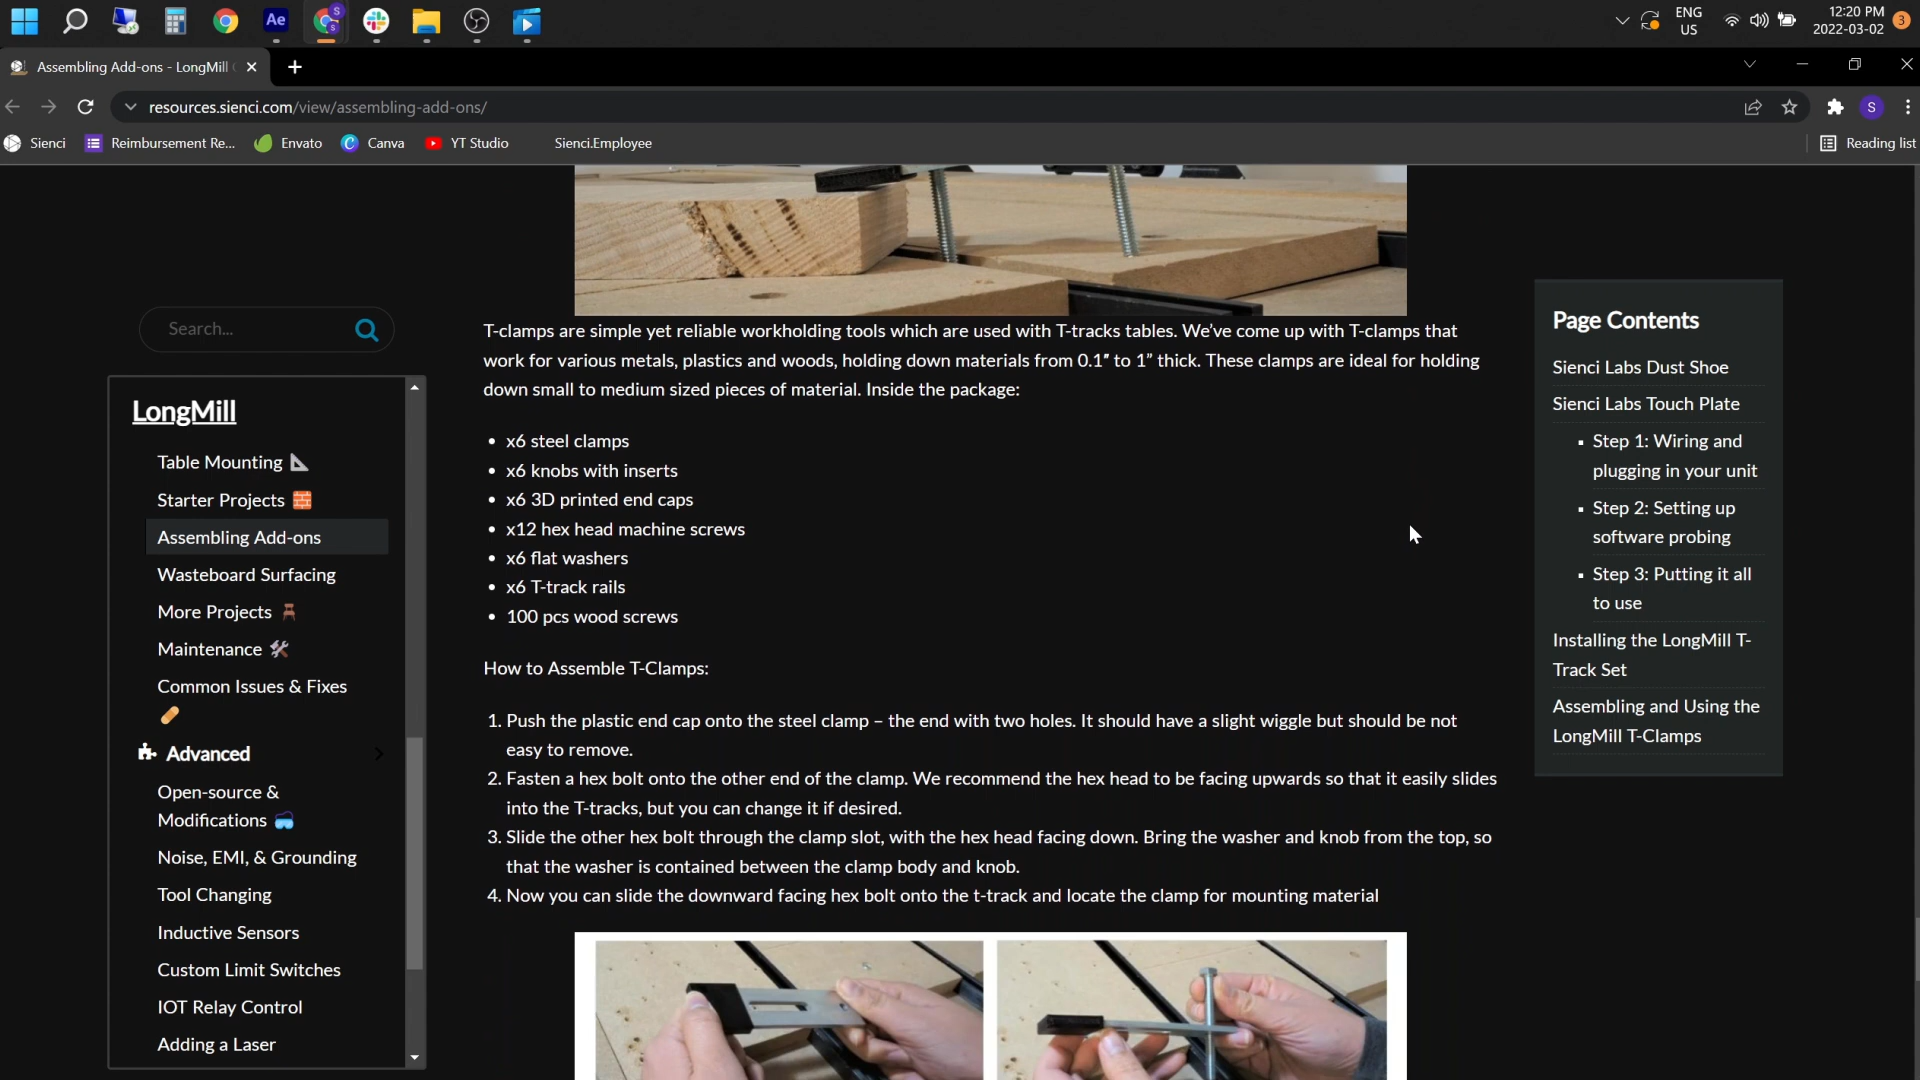 Ae
ENG
US
12:20 PM
2022-03-02
3
S
S
Assembling Add-ons - LongMill
resources.sienci.com/view/assembling-add-ons/
S
Sienci
Reimbursement Re...
Envato
Canva
YT Studio
Sienci.Employee
Reading list
Search...
LongMill
Table Mounting
Starter Projects
Assembling Add-ons
Wasteboard Surfacing
More Projects
Maintenance
Common Issues & Fixes
Advanced
Open-source &
Modifications
Noise, EMI, & Grounding
Tool Changing
Inductive Sensors
Custom Limit Switches
IOT Relay Control
Adding a Laser
T-clamps are simple yet reliable workholding tools which are used with T-tracks tables. We’ve come up with T-clamps that
work for various metals, plastics and woods, holding down materials from 0.1” to 1” thick. These clamps are ideal for holding
down small to medium sized pieces of material. Inside the package:
• x6 steel clamps
• x6 knobs with inserts
• x6 3D printed end caps
• x12 hex head machine screws
• x6 flat washers
• x6 T-track rails
• 100 pcs wood screws
How to Assemble T-Clamps:
1. Push the plastic end cap onto the steel clamp – the end with two holes. It should have a slight wiggle but should be not
easy to remove.
2. Fasten a hex bolt onto the other end of the clamp. We recommend the hex head to be facing upwards so that it easily slides
into the T-tracks, but you can change it if desired.
3. Slide the other hex bolt through the clamp slot, with the hex head facing down. Bring the washer and knob from the top, so
that the washer is contained between the clamp body and knob.
4. Now you can slide the downward facing hex bolt onto the t-track and locate the clamp for mounting material
Page Contents
Sienci Labs Dust Shoe
Sienci Labs Touch Plate
▪ Step 1: Wiring and
plugging in your unit
▪ Step 2: Setting up
software probing
▪ Step 3: Putting it all
to use
Installing the LongMill T-
Track Set
Assembling and Using the
LongMill T-Clamps